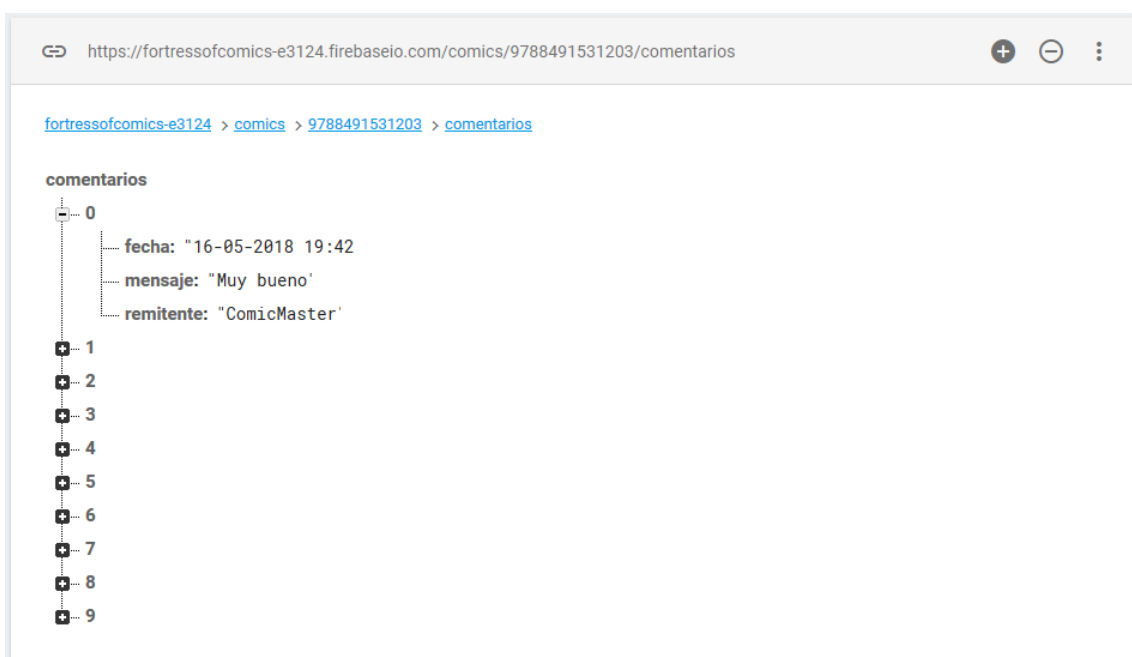 https://fortressofcomics-e3124.firebaseio.com/comics/9788491531203/comentarios
fortressofcomics-e3124 > comics > 9788491531203 > comentarios
comentarios
0
fecha: "16-05-2018 19:42
mensaje: "Muy bueno'
remitente: "ComicMaster'
1
2
3
4
5
6
7
8
9